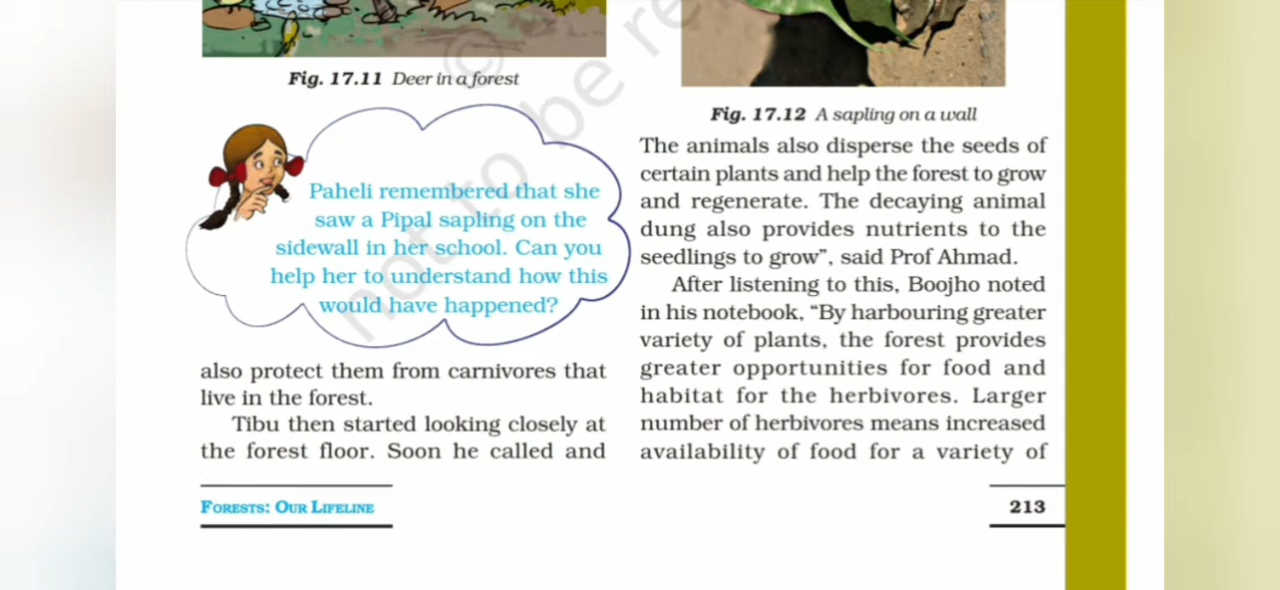 Fig. 17.11 Deer in a forest
Paheli remembered that she
saw a Pipal sapling on the
sidewall in her school. Can you
help her to understand how this
would have happened?
also protect them from carnivores that
live in the forest.
Tibu then started looking closely at
the forest floor. Soon he called and
Fig. 17.12 A sapling on a wall
The animals also disperse the seeds of
certain plants and help the forest to grow
and regenerate. The decaying animal
dung also provides nutrients to the
seedlings to grow”, said Prof Ahmad.
After listening to this, Boojho noted
in his notebook, “By harbouring greater
variety of plants, the forest provides
greater opportunities for food and
habitat for the herbivores. Larger
number of herbivores means increased
availability of food for a variety of
FORESTS: OUR LIFELINE
213
© not to be re